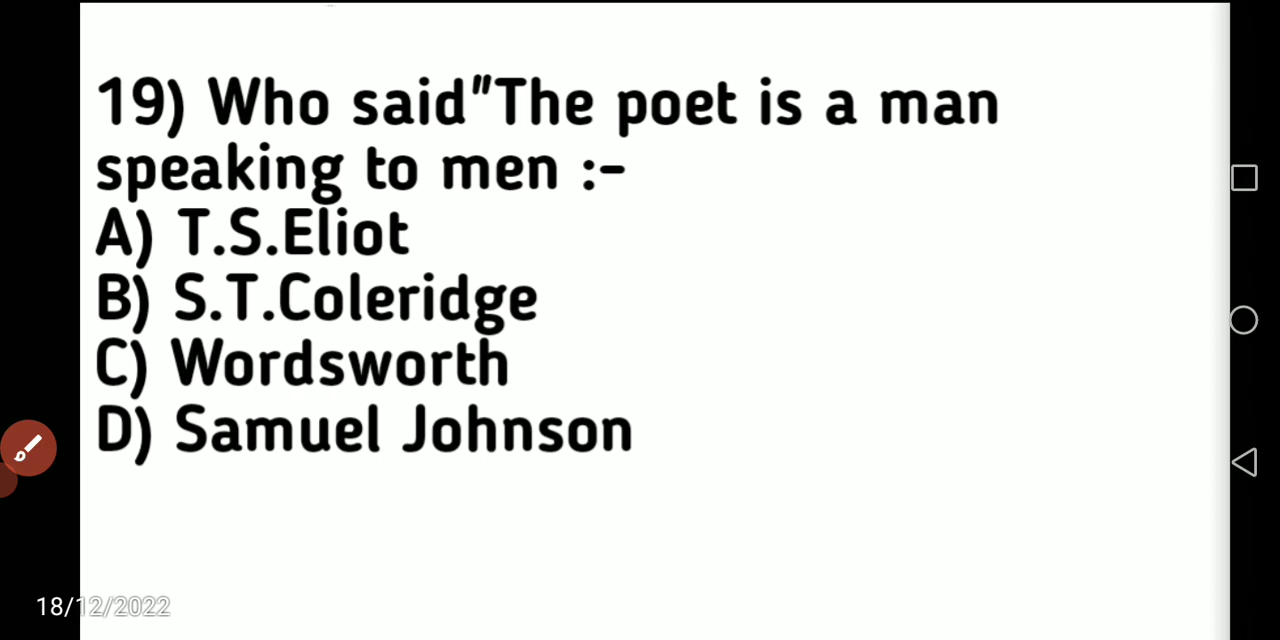 19) Who said"The poet is a man
speaking to men :-
A) T.S.Eliot
B) S.T.Coleridge
C) Wordsworth
D) Samuel Johnson
18/12/2022